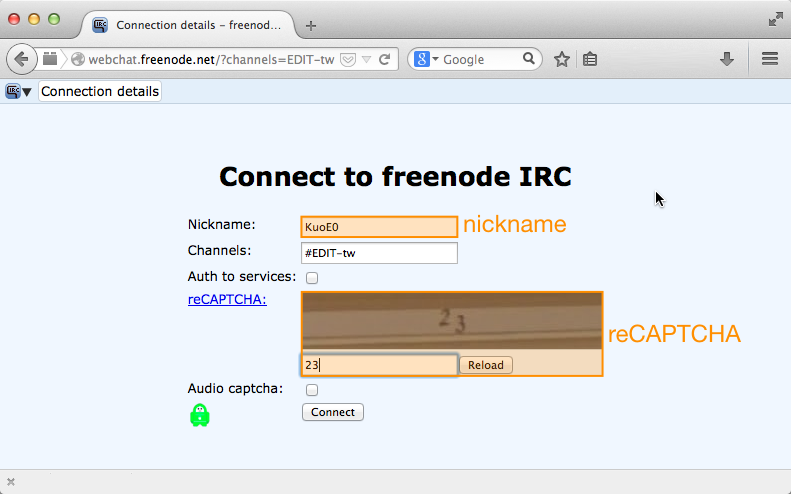 Connection details – freenod...
webchat.freenode.net/?channels=EDIT-tw
Google
Connection details
Connect to freenode IRC
Nickname:
KuoE0
nickname
Channels:
#EDIT-tw
Auth to services:
reCAPTCHA:
23
reCAPTCHA
23
Reload
Audio captcha:
Connect